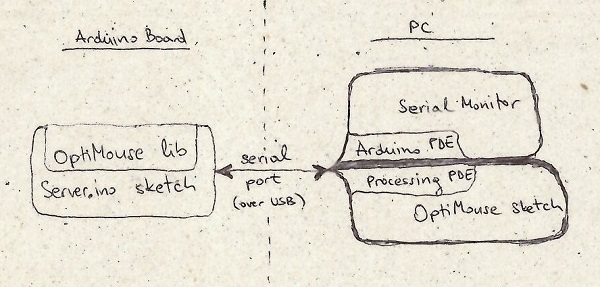 Arduino Board
PC
Serial Monitor
Arduino PDE
OptiMouse lib
Server.ino sketch
serial
port
(over USB)
Processing PDE
OptiMouse sketch